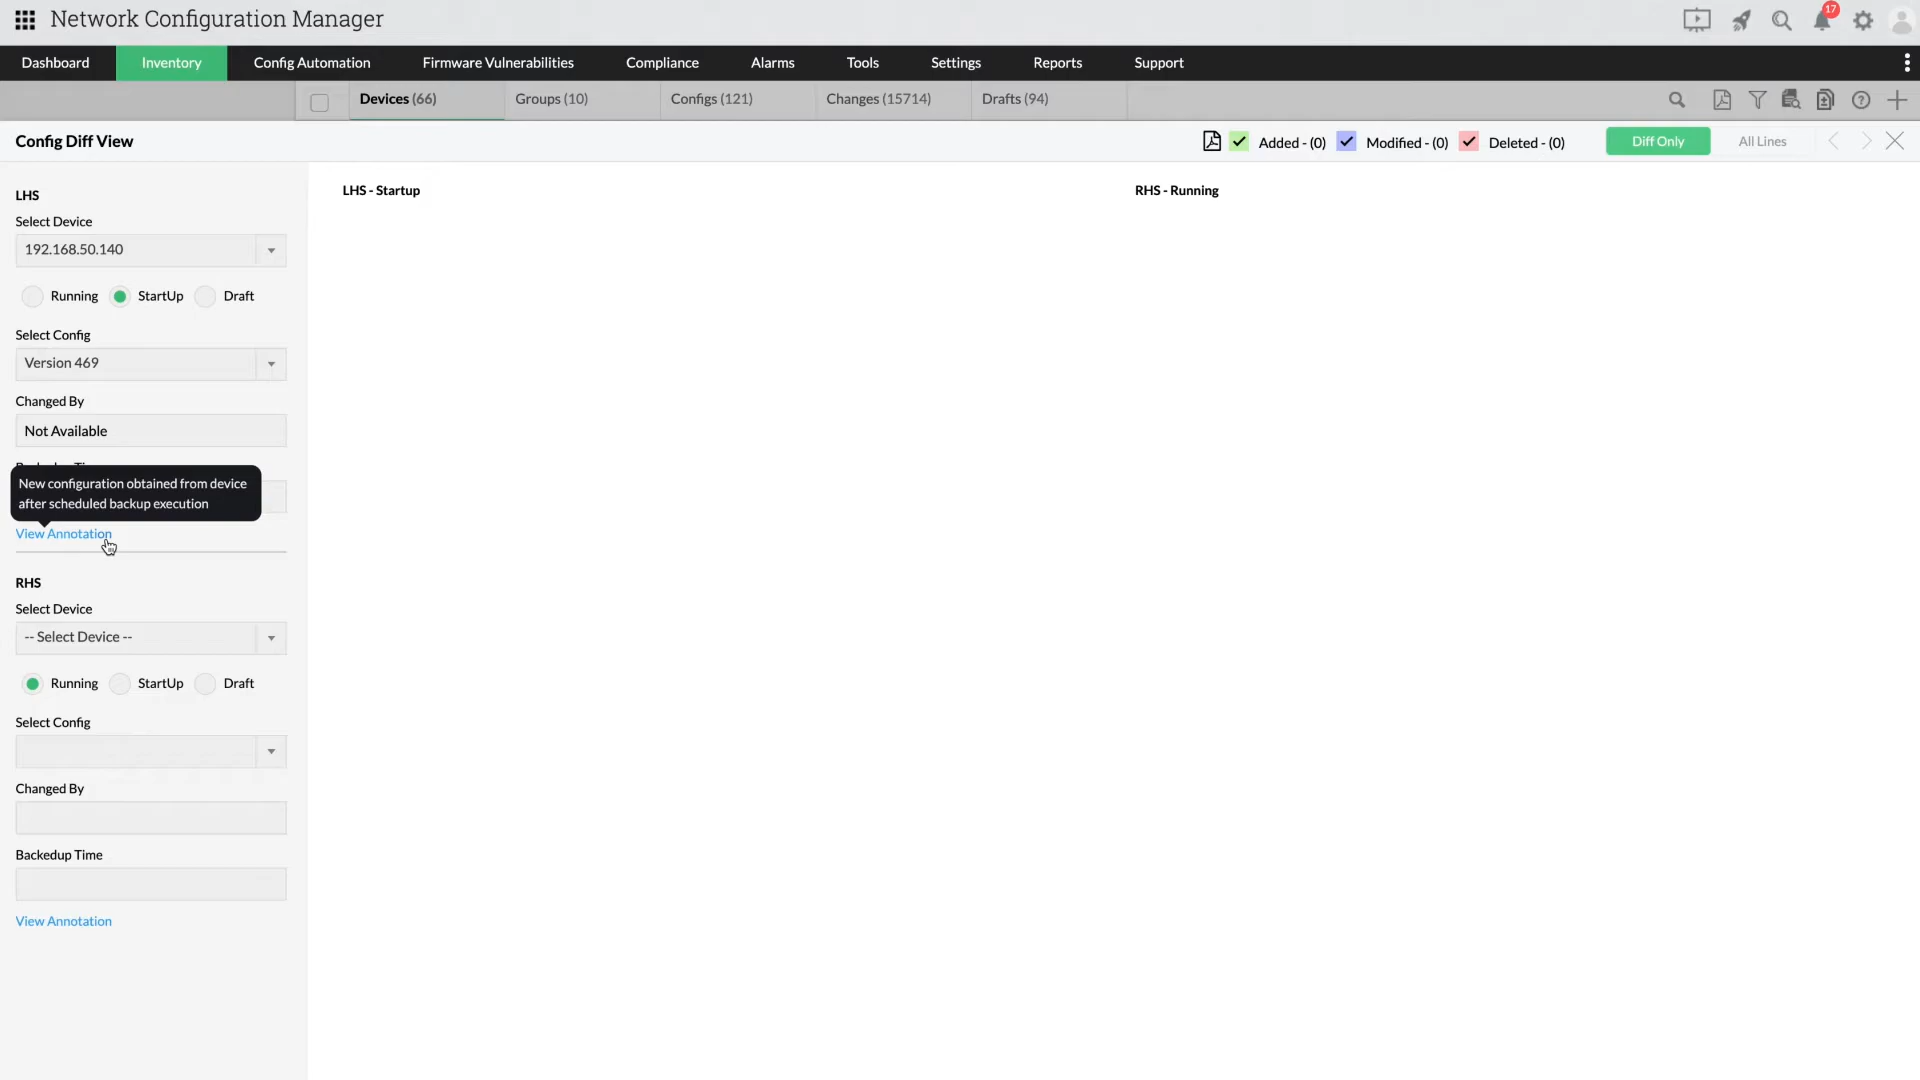 Network Configuration Manager
17
Dashboard
Inventory
Config Automation
Firmware Vulnerabilities
Compliance
Alarms
Tools
Settings
Reports
Support
Devices (66)
Groups (10)
Configs (121)
Changes (15714)
Drafts (94)
Config Diff View
Added - (0)
Modified - (0)
Deleted - (0)
Diff Only
All Lines
LHS
Select Device
192.168.50.140
Running
StartUp
Draft
Select Config
Version 469
Changed By
Not Available
New configuration obtained from device
after scheduled backup execution
View Annotation
RHS
Select Device
-- Select Device --
Running
StartUp
Draft
Select Config
Changed By
Backedup Time
View Annotation
LHS - Startup
RHS - Running